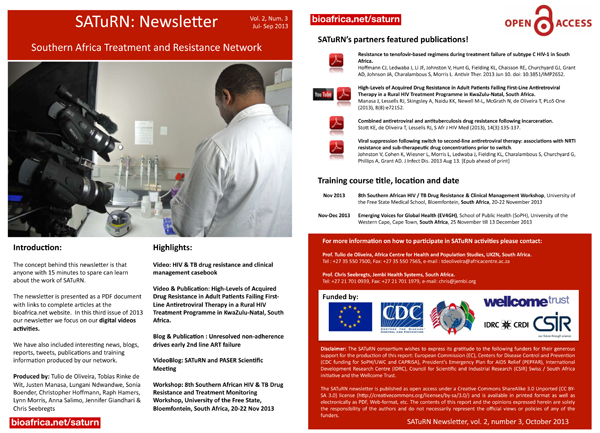 SATuRN: Newsletter
Vol. 2, Num. 3
Jul- Sep 2013
Southern Africa Treatment and Resistance Network
Introduction:
The concept behind this newsletter is that
anyone with 15 minutes to spare can learn
about the work of SATuRN.
The newsletter is presented as a PDF document
with links to complete articles at the
bioafrica.net website. In this third issue of 2013
our newsletter we focus on our digital videos
activities.
We have also included interesting news, blogs,
reports, tweets, publications and training
information produced by our network.
Produced by: Tulio de Oliveira, Tobias Rinke de
Wit, Justen Manasa, Lungani Ndwandwe, Sonia
Boender, Christopher Hoffmann, Raph Hamers,
Lynn Morris, Anna Salimo, Jennifer Giandhari &
Chris Seebregts
bioafrica.net/saturn
Highlights:
Video: HIV & TB drug resistance and clinical
management casebook
Video & Publication: High-Levels of Acquired
Drug Resistance in Adult Patients Failing First-
Line Antiretroviral Therapy in a Rural HIV
Treatment Programme in KwaZulu-Natal, South
Africa.
Blog & Publication : Unresolved non-adherence
drives early 2nd line ART failure
VideoBlog: SATuRN and PASER Scientific
Meeting
Workshop: 8th Southern African HIV & TB Drug
Resistance and Treatment Monitoring
Workshop, University of the Free State,
Bloemfontein, South Africa, 20-22 Nov 2013
bioafrica.net/saturn
OPEN ACCESS
SATuRN's partners featured publications!
Resistance to tenofovir-based regimens during treatment failure of subtype C HIV-1 in South
Africa.
Hoffmann CJ, Ledwaba J, Li JF, Johnston V, Hunt G, Fielding KL, Chaisson RE, Churchyard GJ, Grant
AD, Johnson JA, Charalambous S, Morris L. Antivir Ther. 2013 Jun 10. doi: 10.3851/IMP2652.
You Tube
High-Levels of Acquired Drug Resistance in Adult Patients Failing First-Line Antiretroviral
Therapy in a Rural HIV Treatment Programme in KwaZulu-Natal, South Africa.
Manasa J, Lessells RJ, Skingsley A, Naidu KK, Newell M-L, McGrath N, de Oliveira T, PLoS One
(2013), 8(8):e72152.
Combined antiretroviral and antituberculosis drug resistance following incarceration.
Stott KE, de Oliveira T, Lessells RJ, S Afr J HIV Med (2013), 14(3):135-137.
Viral suppression following switch to second-line antiretroviral therapy: associations with NRTI
resistance and sub-therapeutic drug concentrations prior to switch.
Johnston V, Cohen K, Wiesner L, Morris L, Ledwaba J, Fielding KL, Charalambous S, Churchyard G,
Phillips A, Grant AD. J Infect Dis. 2013 Aug 13. [Epub ahead of print]
Training course title, location and date
Nov 2013 8th Southern African HIV / TB Drug Resistance & Clinical Management Workshop, University of
the Free State Medical School, Bloemfontein, South Africa, 20-22 November 2013
Nov-Dec 2013 Emerging Voices for Global Health (EV4GH), School of Public Health (SoPH), University of the
Western Cape, Cape Town, South Africa, 25 November till 13 December 2013
For more information on how to participate in SATuRN activities please contact:
Prof. Tulio de Oliveira, Africa Centre for Health and Population Studies, UKZN, South Africa.
Tel : +27 35 550 7500, Fax: +27 35 550 7565, e-mail : tdeoliveira@africacentre.ac.za
Prof. Chris Seebregts, Jembi Health Systems, South Africa.
Tel: +27 21 701 0939, Fax: +27 21 701 1979, e-mail: chris@jembi.org
Funded by:
CDC
wellcome trust
IDRC CRDI
CSIR
our future through science
Disclaimer: The SATuRN consortium wishes to express its gratitude to the following funders for their generous
support for the production of this report: European Commission (EC), Centers for Disease Control and Prevention
(CDC funding for SoPH/UWC and CAPRISA), President's Emergency Plan for AIDS Relief (PEPFAR), International
Development Research Centre (IDRC), Council for Scientific and Industrial Research (CSIR) Swiss / South Africa
initiative and the Wellcome Trust.
The SATuRN newsletter is published as open access under a Creative Commons ShareAlike 3.0 Unported (CC BY-
SA 3.0) license (http://creativecommons.org/licenses/by-sa/3.0/) and is available in printed format as well as
electronically as PDF, Web-format, etc. The contents of this report and the opinions expressed herein are solely
the responsibility of the authors and do not necessarily represent the official views or policies of any of the
funders.
SATuRN Newsletter, vol. 2, number 3, October 2013